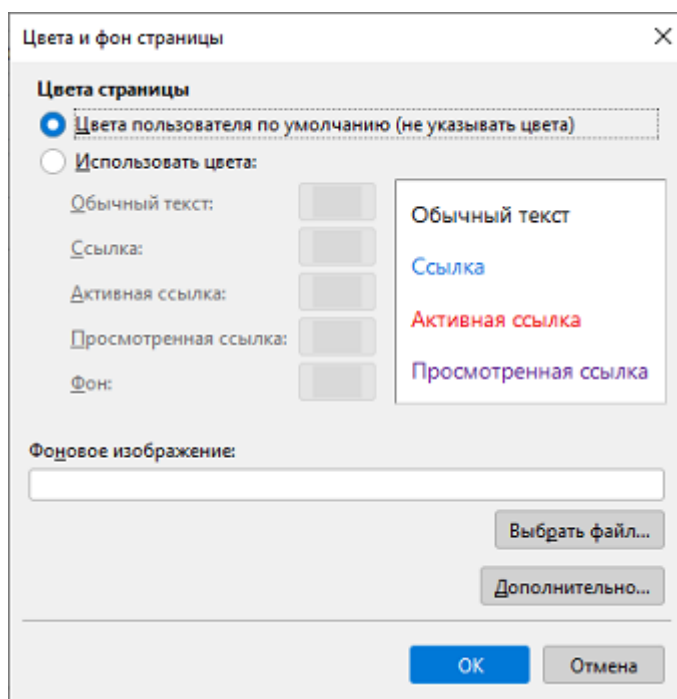 Цвета и фон страницы
Цвета страницы
Цвета пользователя по умолчанию (не указывать цвета)
Использовать цвета:
Обычный текст:
Ссылка:
Активная ссылка:
Просмотренная ссылка:
Фон:
Обычный текст
Ссылка
Активная ссылка
Просмотренная ссылка
Фоновое изображение:
Выбрать файл...
Дополнительно...
OK
Отмена